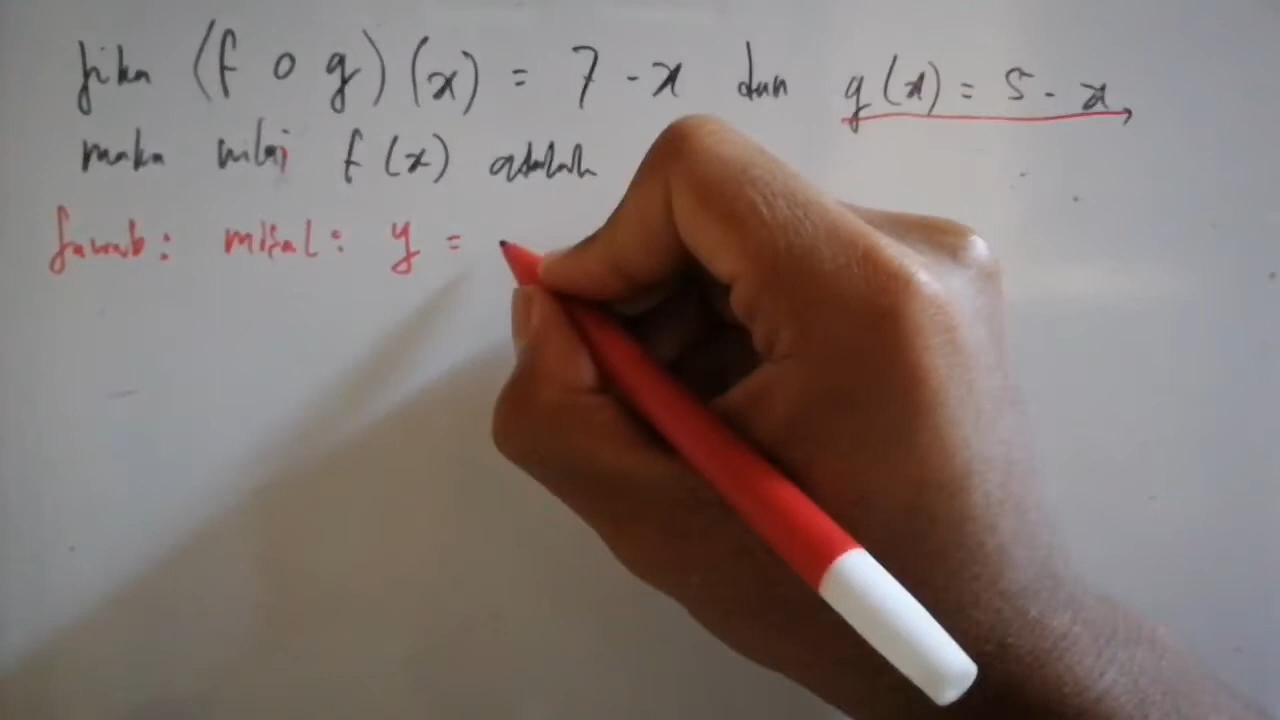 Jika (f o g)(x) = 7 - x dan g(x) = 5 - x
maka nilai f(x) adalah
Jawab: misal: y =